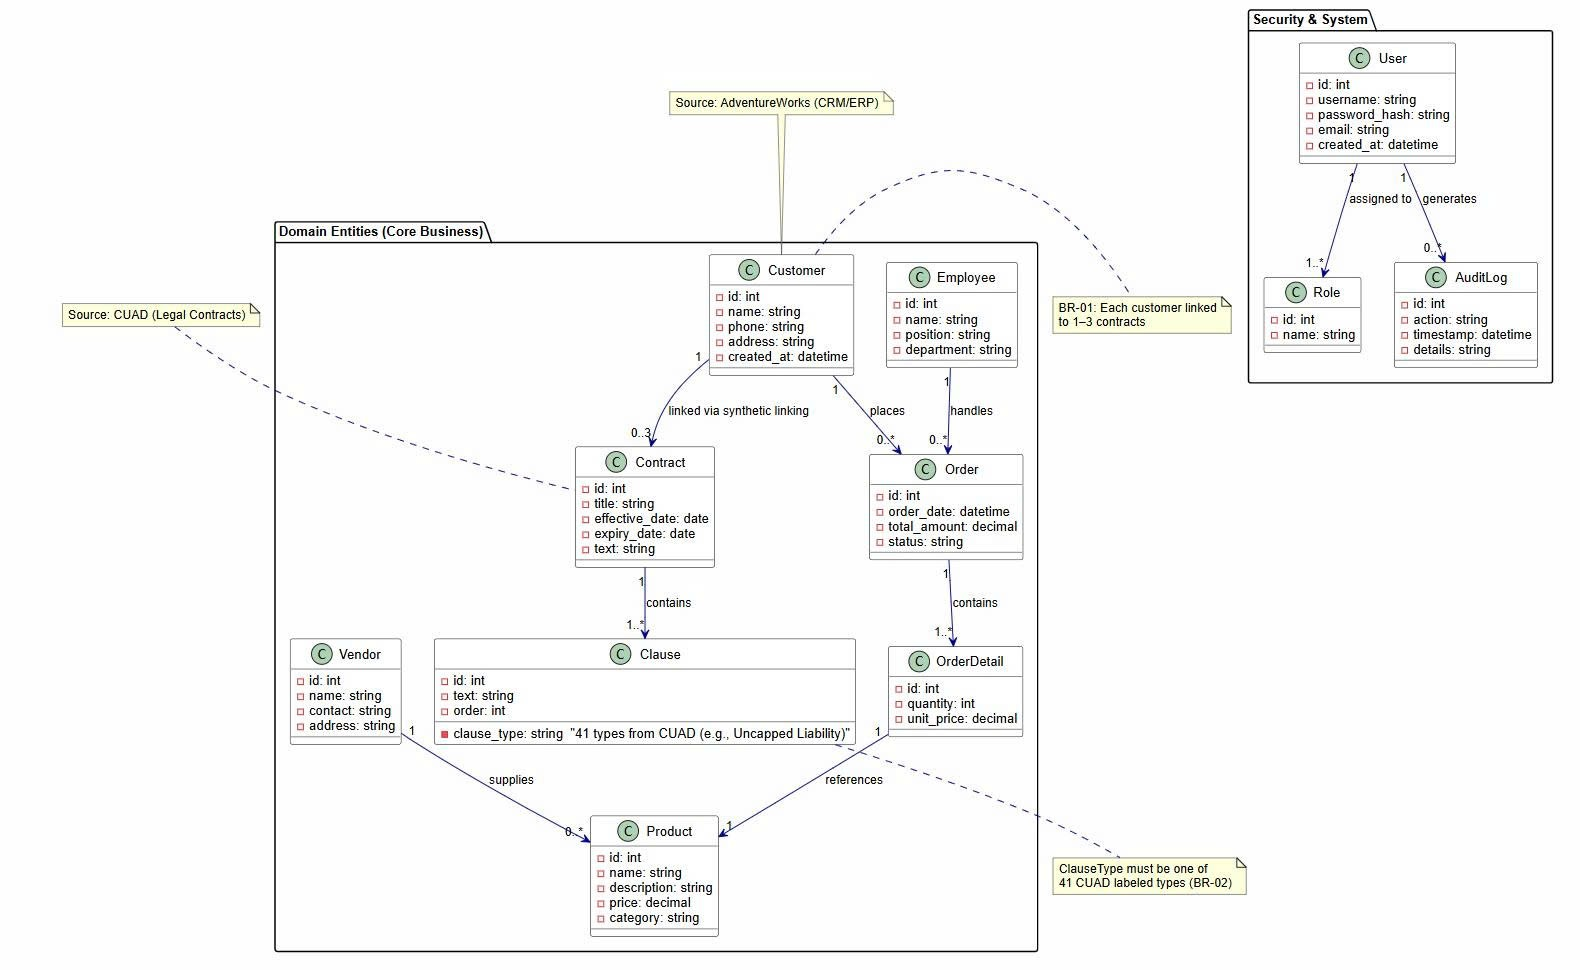 Security & System
C User
id: int
username: string
password_hash: string
email: string
created_at: datetime
1
assigned to
1..*
1
generates
0..*
C Role
id: int
name: string
C AuditLog
id: int
action: string
timestamp: datetime
details: string
Source: AdventureWorks (CRM/ERP)
Domain Entities (Core Business)
Source: CUAD (Legal Contracts)
BR-01: Each customer linked
to 1–3 contracts
C Customer
id: int
name: string
phone: string
address: string
created_at: datetime
C Employee
id: int
name: string
position: string
department: string
1
linked via synthetic linking
0..3
1
places
0..*
1
handles
0..*
C Contract
id: int
title: string
effective_date: date
expiry_date: date
text: string
C Order
id: int
order_date: datetime
total_amount: decimal
status: string
1
contains
1..*
1
contains
1..*
C Vendor
id: int
name: string
contact: string
address: string
C Clause
id: int
text: string
order: int
clause_type: string "41 types from CUAD (e.g., Uncapped Liability)"
C OrderDetail
id: int
quantity: int
unit_price: decimal
1
supplies
0..*
1
references
1
C Product
id: int
name: string
description: string
price: decimal
category: string
ClauseType must be one of
41 CUAD labeled types (BR-02)